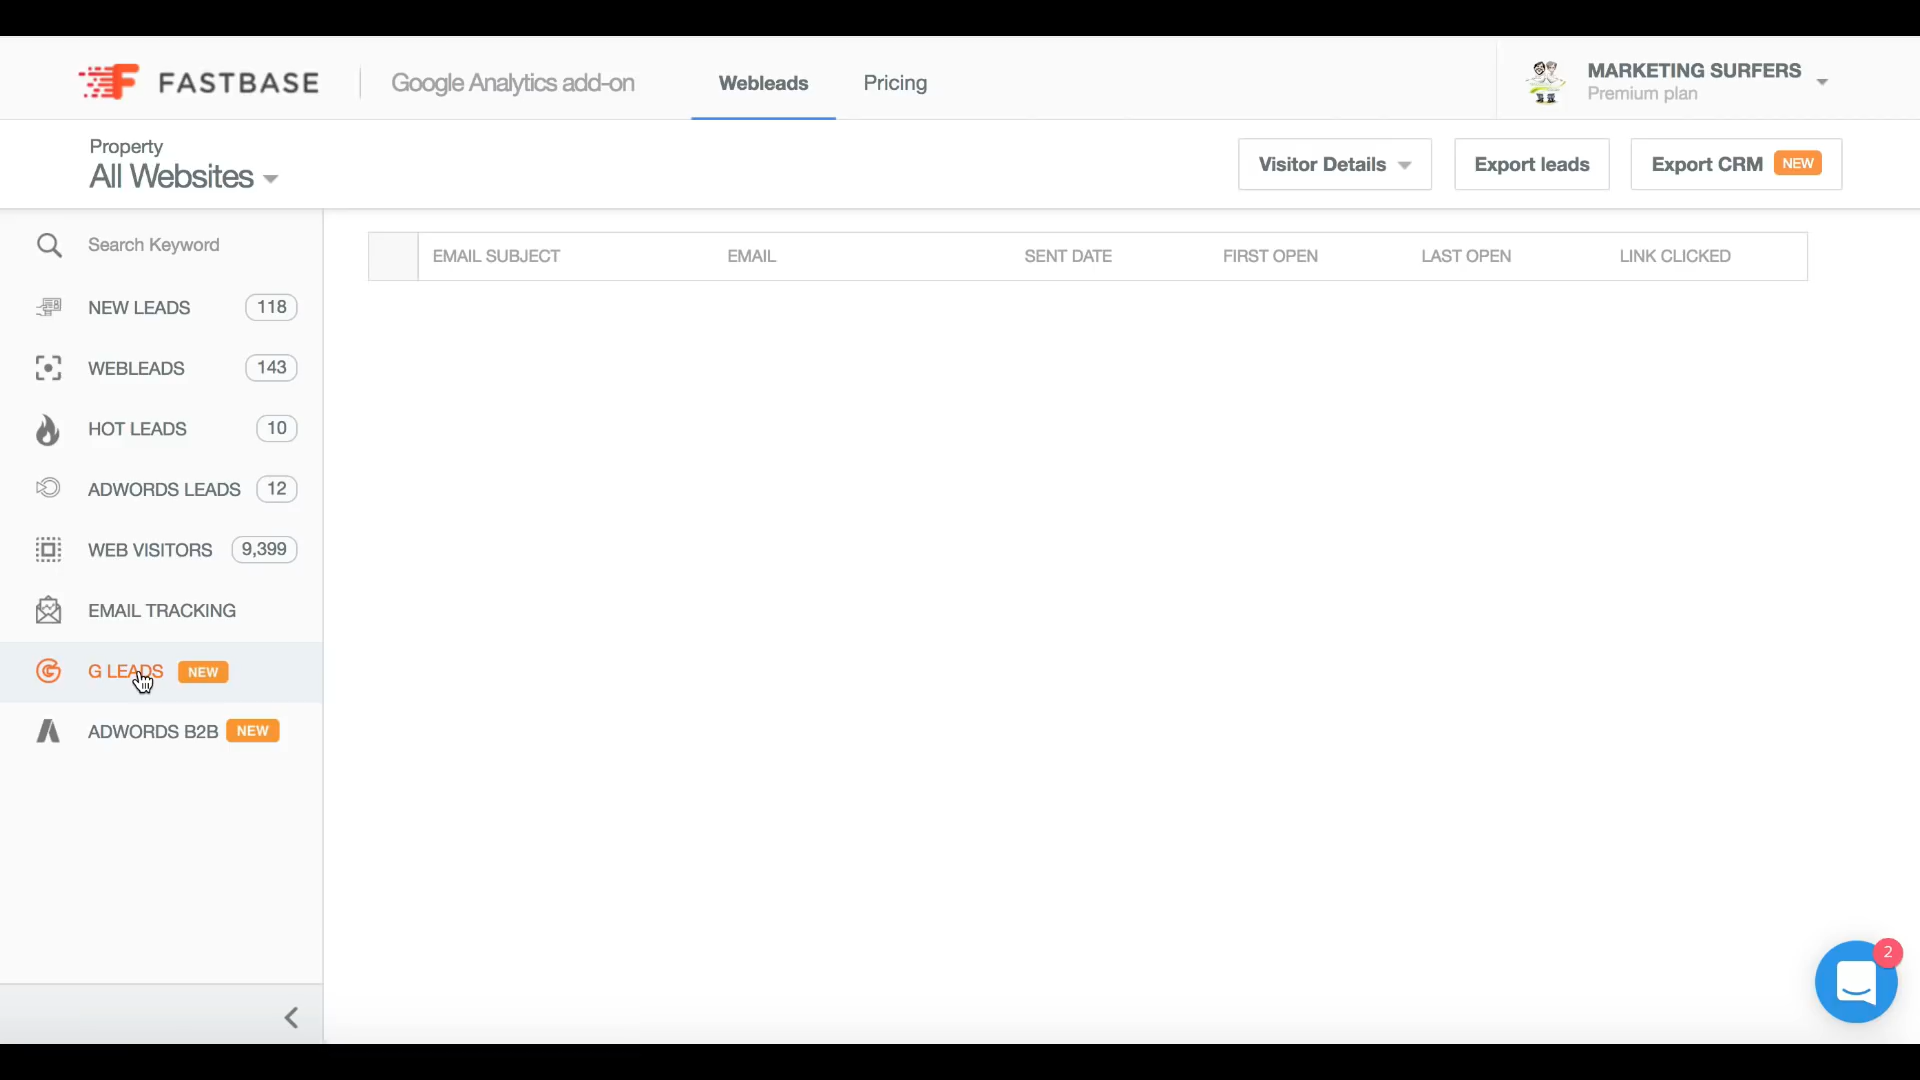 FASTBASE
Google Analytics add-on
Webleads
Pricing
MARKETING SURFERS
Premium plan
Property
All Websites
Visitor Details
Export leads
Export CRM NEW
Search Keyword
NEW LEADS 118
WEBLEADS 143
HOT LEADS 10
ADWORDS LEADS 12
WEB VISITORS 9,399
EMAIL TRACKING
G LEADS NEW
ADWORDS B2B NEW
EMAIL SUBJECT EMAIL SENT DATE FIRST OPEN LAST OPEN LINK CLICKED
2